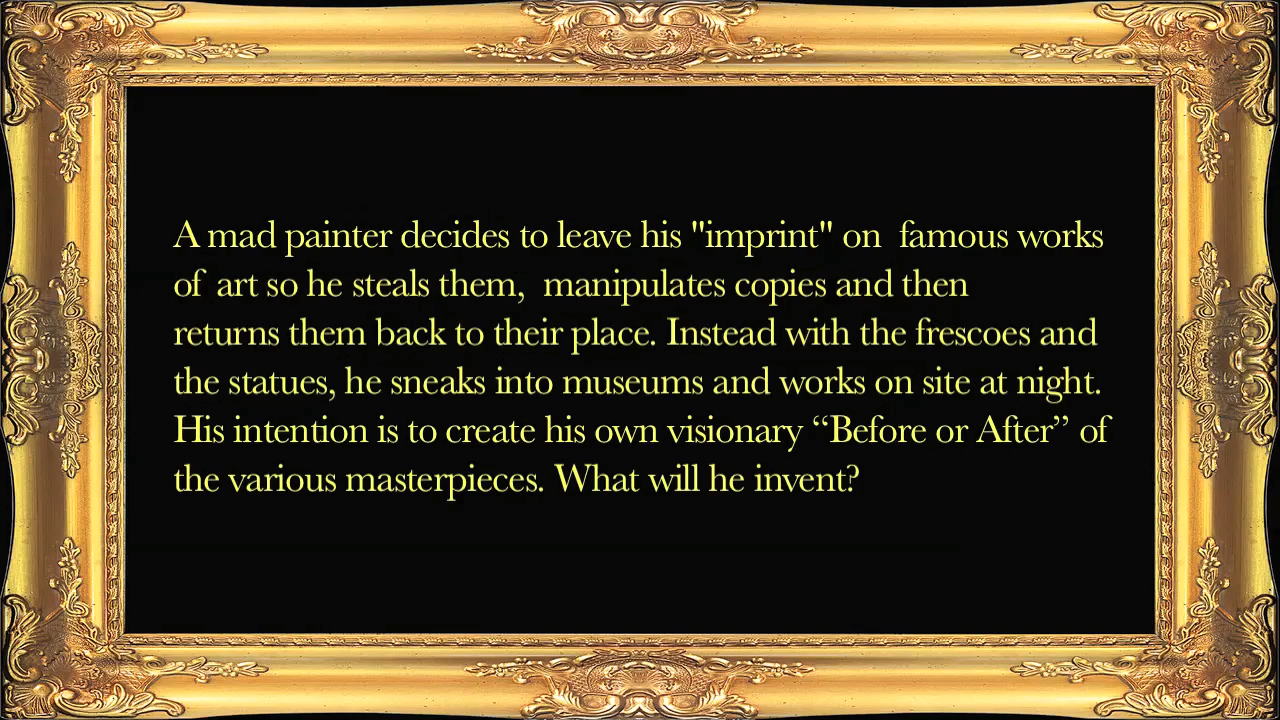 A mad painter decides to leave his "imprint" on  famous works
of  art so he steals them,  manipulates copies and then
returns them back to their place. Instead with the frescoes and
the statues, he sneaks into museums and works on site at night.
His intention is to create his own visionary “Before or After” of
the various masterpieces. What will he invent?